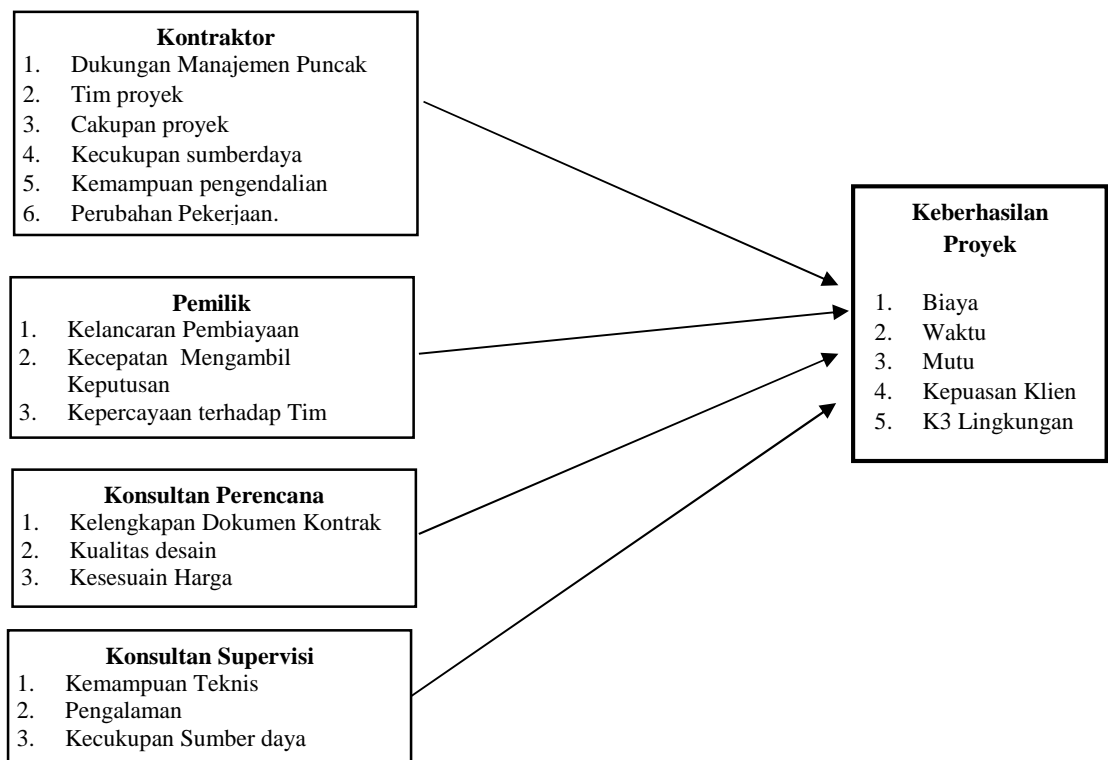 Kontraktor
1. Dukungan Manajemen Puncak
2. Tim proyek
3. Cakupan proyek
4. Kecukupan sumberdaya
5. Kemampuan pengendalian
6. Perubahan Pekerjaan.
Pemilik
1. Kelancaran Pembiayaan
2. Kecepatan Mengambil
Keputusan
3. Kepercayaan terhadap Tim
Konsultan Perencana
1. Kelengkapan Dokumen Kontrak
2. Kualitas desain
3. Kesesuain Harga
Konsultan Supervisi
1. Kemampuan Teknis
2. Pengalaman
3. Kecukupan Sumber daya
Keberhasilan
Proyek
1. Biaya
2. Waktu
3. Mutu
4. Kepuasan Klien
5. K3 Lingkungan